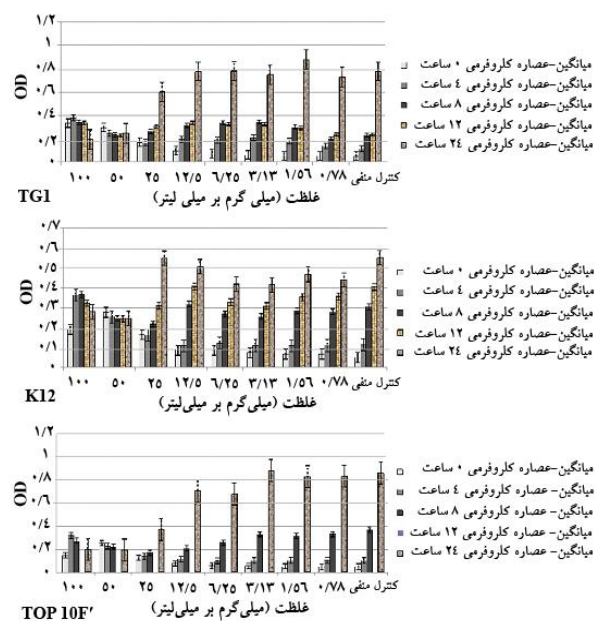 OD
۱/۲
۱
۰/۸
۰/۶
۰/۴
۰/۲
۰
۱۰۰ ۵۰ ۲۵ ۱۲/۵ ۶/۲۵ ۳/۱۳ ۱/۵۶ ۰/۷۸ کنترل منفی
غلظت (میلی گرم بر میلی لیتر)
TG1
میانگین-عصاره کلروفرمی ۰ ساعت
میانگین-عصاره کلروفرمی ۴ ساعت
میانگین-عصاره کلروفرمی ۸ ساعت
میانگین-عصاره کلروفرمی ۱۲ ساعت
میانگین-عصاره کلروفرمی ۲۴ ساعت
OD
۰/۷
۰/۶
۰/۵
۰/۴
۰/۳
۰/۲
۰/۱
۰
۱۰۰ ۵۰ ۲۵ ۱۲/۵ ۶/۲۵ ۳/۱۳ ۱/۵۶ ۰/۷۸ کنترل منفی
غلظت (میلی‌گرم بر میلی‌لیتر)
K12
میانگین-عصاره کلروفرمی ۰ ساعت
میانگین-عصاره کلروفرمی ۴ ساعت
میانگین-عصاره کلروفرمی ۸ ساعت
میانگین-عصاره کلروفرمی ۱۲ ساعت
میانگین-عصاره کلروفرمی ۲۴ ساعت
OD
۱/۲
۱
۰/۸
۰/۶
۰/۴
۰/۲
۰
۱۰۰ ۵۰ ۲۵ ۱۲/۵ ۶/۲۵ ۳/۱۳ ۱/۵۶ ۰/۷۸ کنترل منفی
غلظت (میلی‌گرم بر میلی‌لیتر)
TOP 10F′
میانگین-عصاره کلروفرمی ۰ ساعت
میانگین- عصاره کلروفرمی ۴ ساعت
میانگین- عصاره کلروفرمی ۸ ساعت
میانگین- عصاره کلروفرمی ۱۲ ساعت
میانگین- عصاره کلروفرمی ۲۴ ساعت